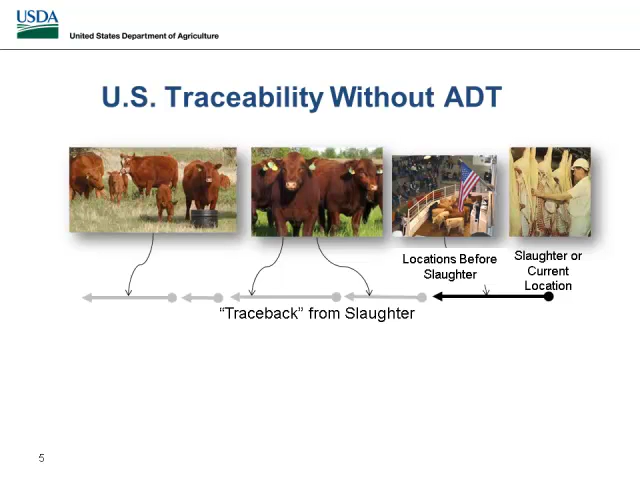 USDA
United States Department of Agriculture
U.S. Traceability Without ADT
Locations Before
Slaughter
Slaughter or
Current
Location
“Traceback” from Slaughter
5